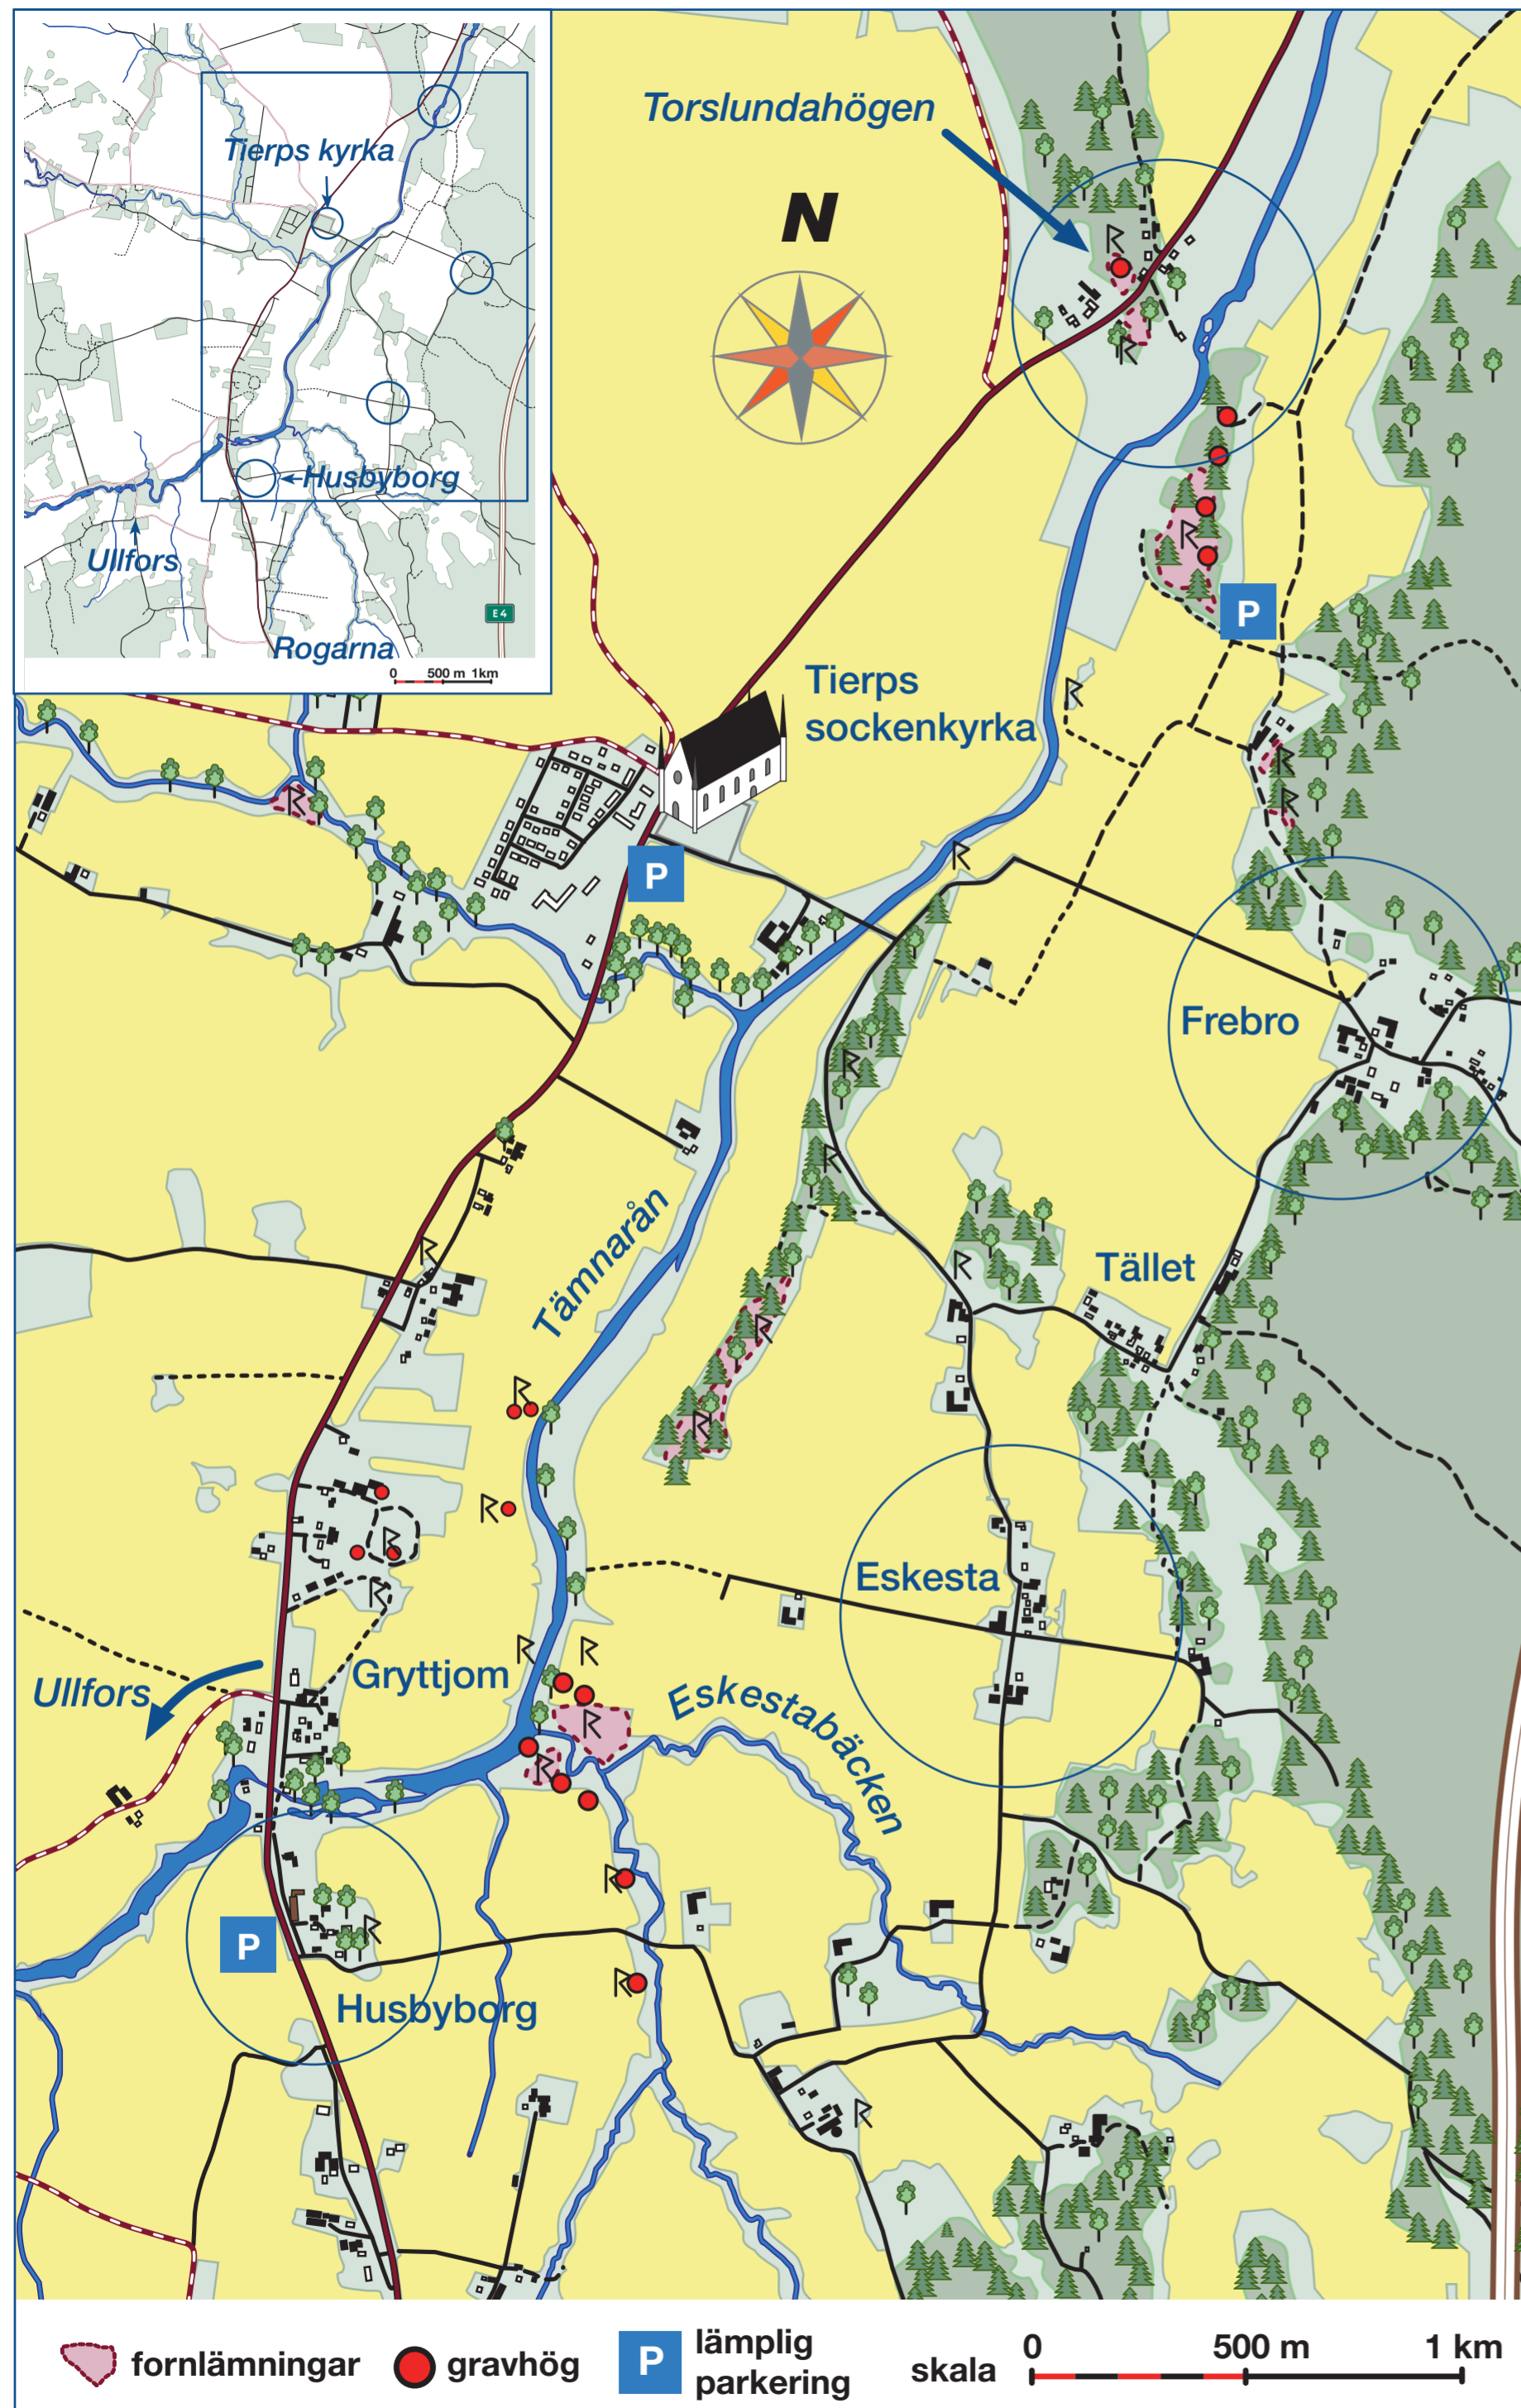 Tierps kyrka
Husbyborg
Ullfors
E4
Rogarna
0 500 m 1km
Torslundahögen
N
R
R
R
P
R
Tierps
sockenkyrka
R
R
R
P
R
Frebro
R
R
R
R
Tället
Tämnarån
R
R
R
R
R
R
Eskesta
R
R
Gryttjom
Ullfors
Eskestabäcken
R
R
R
R
P
Husbyborg
R
R
fornlämningar
gravhög
P
lämplig
parkering
skala
0 500 m 1 km